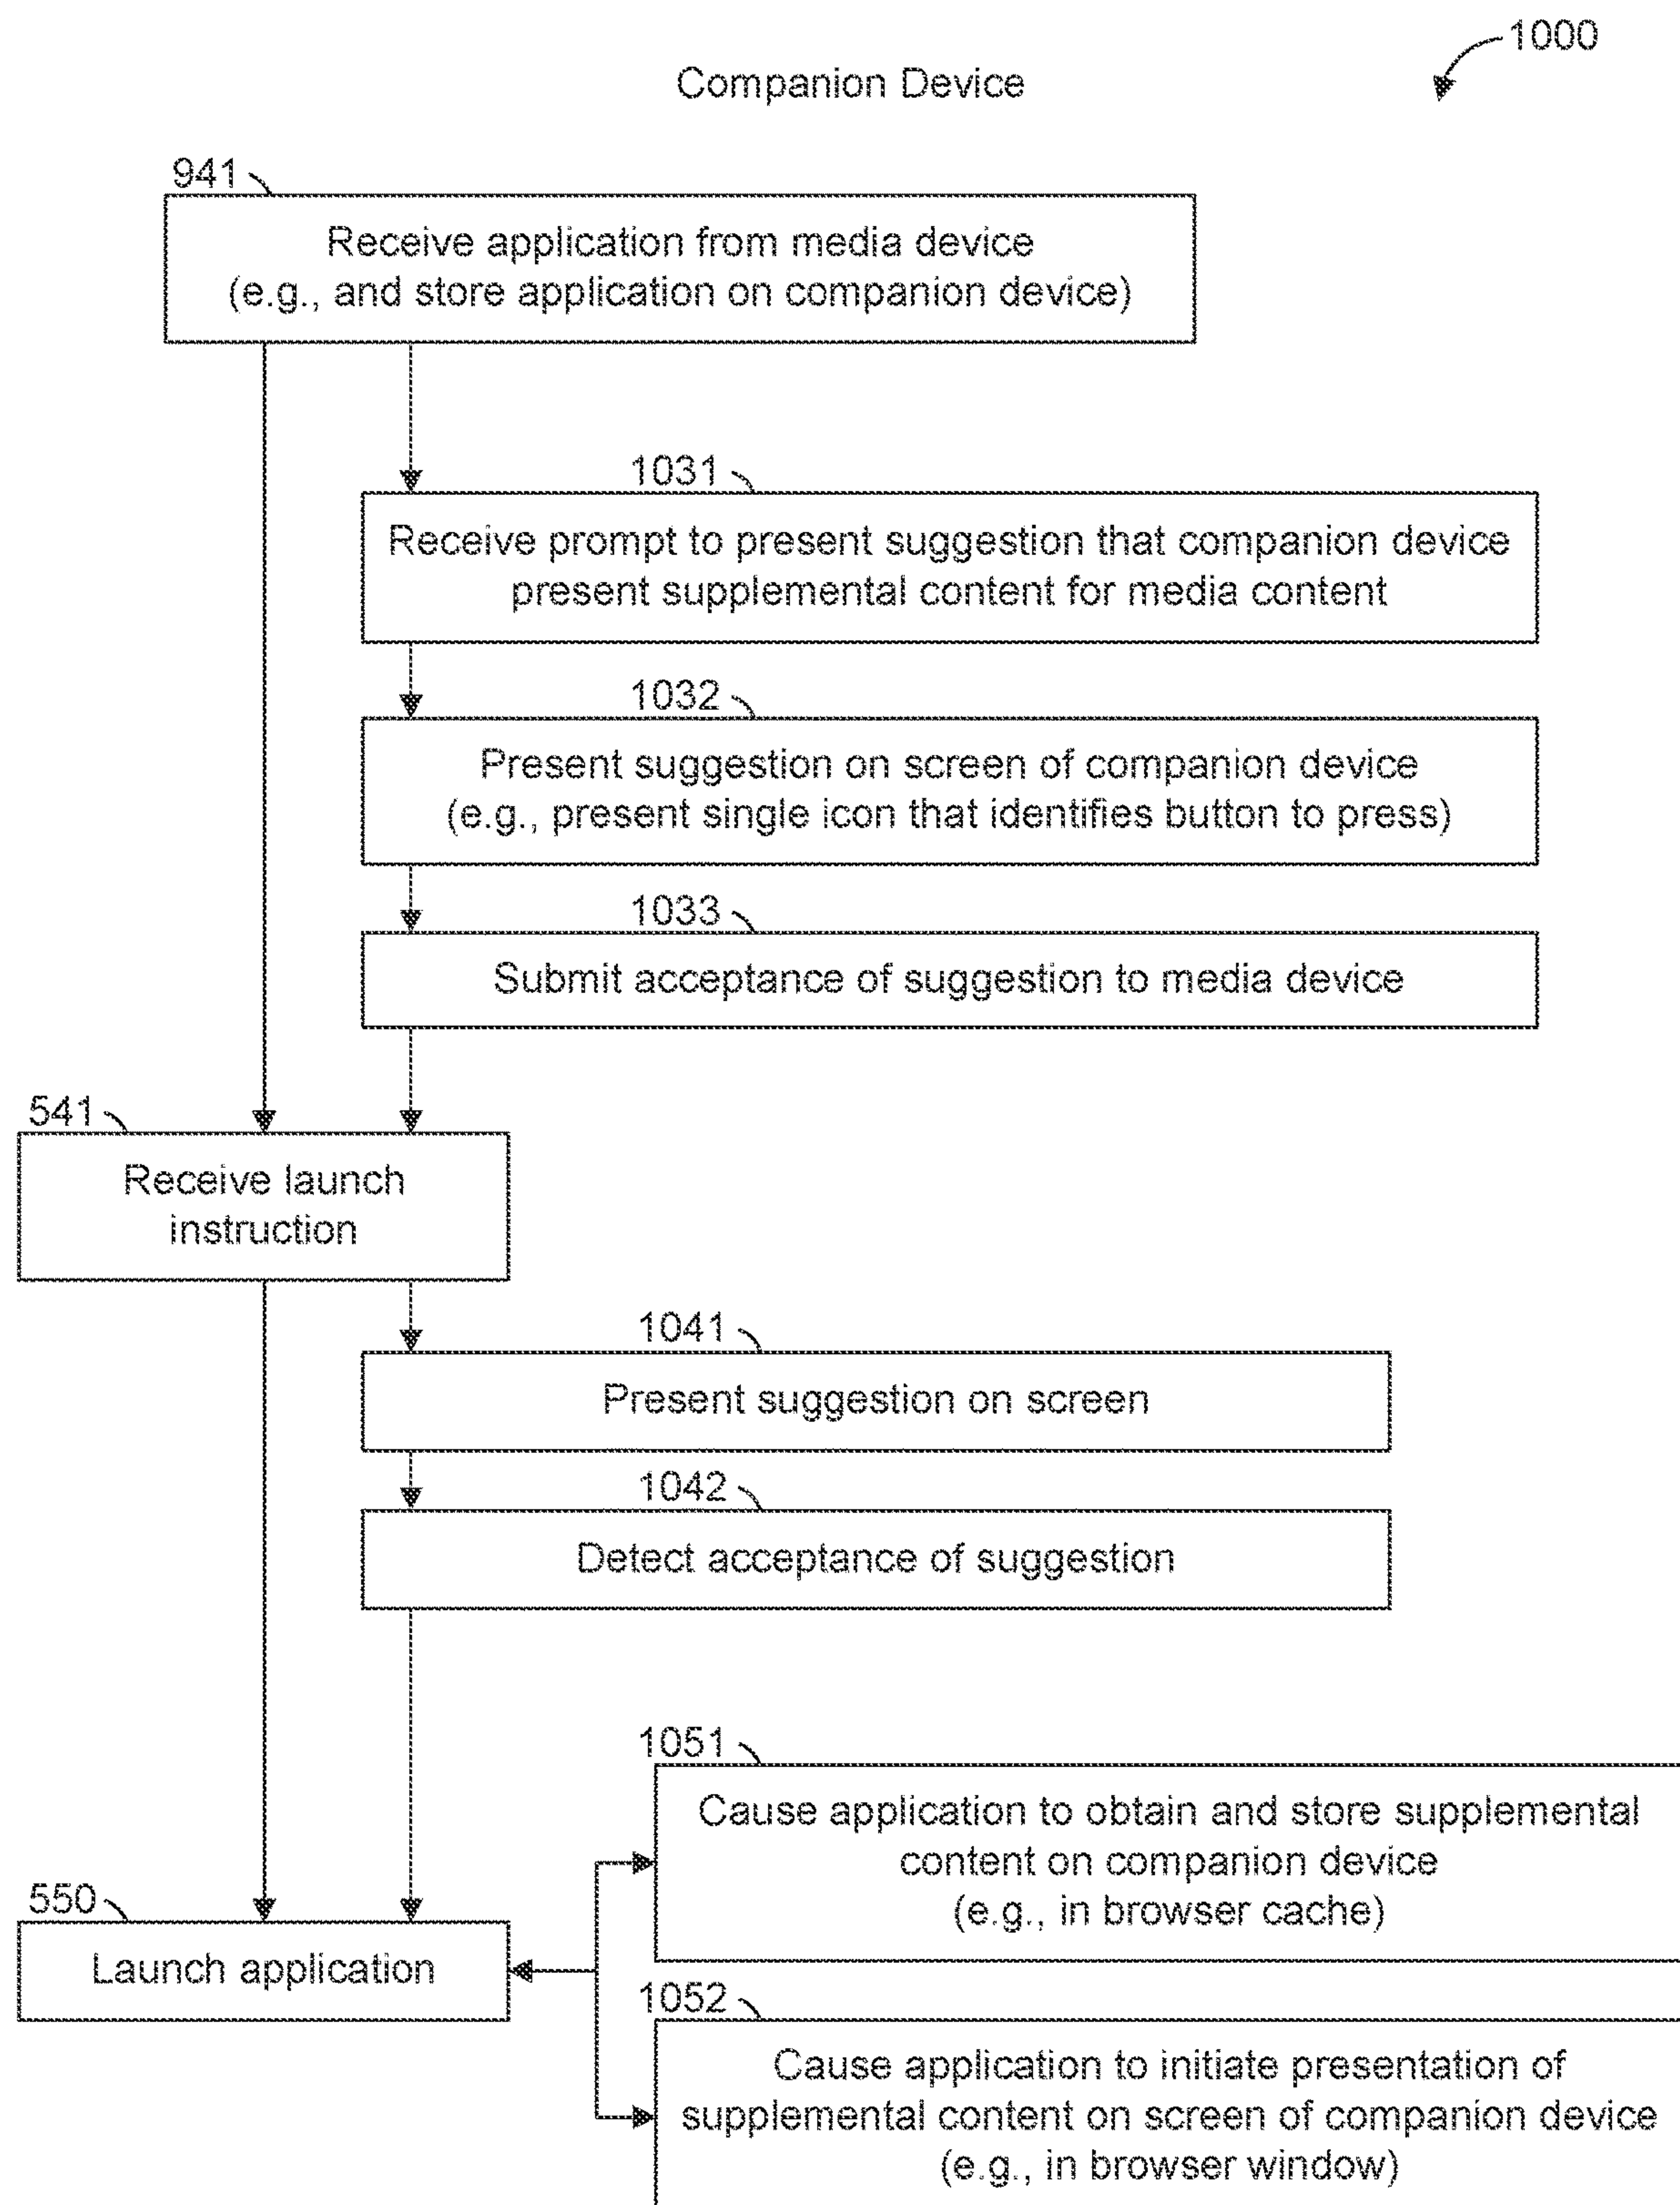 1000
Companion Device
941
Receive application from media device
(e.g., and store application on companion device)
1031
Receive prompt to present suggestion that companion device
present supplemental content for media content
1032
Present suggestion on screen of companion device
(e.g., present single icon that identifies button to press)
1033
Submit acceptance of suggestion to media device
541
Receive launch
instruction
1041
Present suggestion on screen
1042
Detect acceptance of suggestion
1051
Cause application to obtain and store supplemental
content on companion device
(e.g., in browser cache)
550
Launch application
1052
Cause application to initiate presentation of
supplemental content on screen of companion device
(e.g., in browser window)